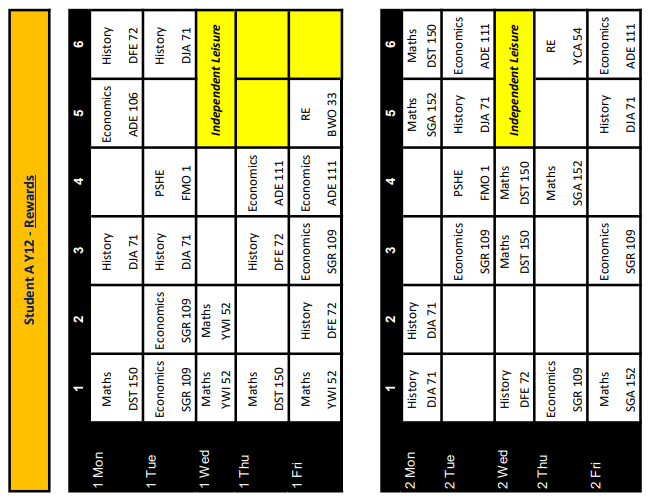 Student A Y12 - Rewards
1 2 3 4 5 6
1 Mon Maths History Economics History
DST 150 DJA 71 ADE 106 DFE 72
1 Tue Economics Economics History PSHE History
SGR 109 SGR 109 DJA 71 FMO 1 DJA 71
1 Wed Maths Maths Independent Leisure
YWI 52 YWI 52
1 Thu Maths History Economics
DST 150 DFE 72 ADE 111
1 Fri Maths History Economics Economics RE
YWI 52 DFE 72 SGR 109 ADE 111 BWO 33
1 2 3 4 5 6
2 Mon History History Maths Maths
DJA 71 DJA 71 SGA 152 DST 150
2 Tue Economics PSHE History Economics
SGR 109 FMO 1 DJA 71 ADE 111
2 Wed History Maths Maths Independent Leisure
DFE 72 DST 150 DST 150
2 Thu Economics Maths RE
SGR 109 SGA 152 YCA 54
2 Fri Maths Economics History Economics
SGA 152 SGR 109 DJA 71 ADE 111